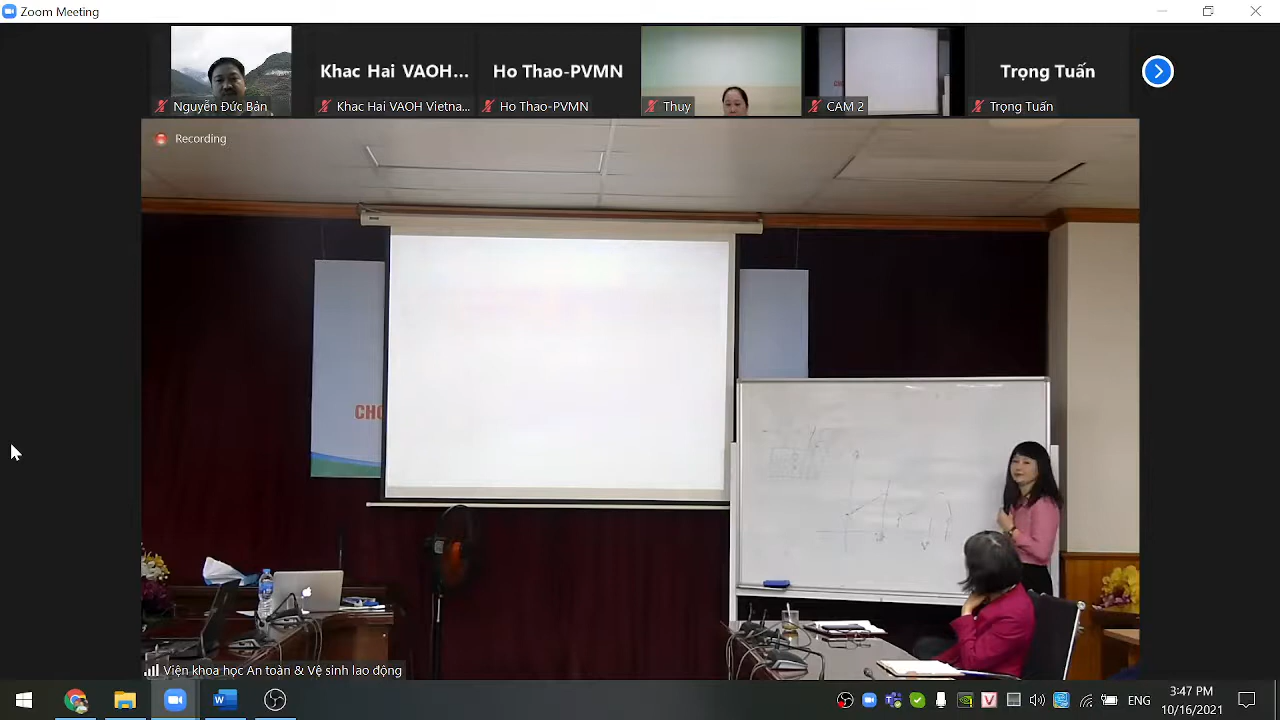 Zoom Meeting
Khac Hai VAOH...
Ho Thao-PVMN
Trọng Tuấn
Nguyễn Đức Bản
Khac Hai VAOH Vietna...
Ho Thao-PVMN
Thuy
CAM 2
Trọng Tuấn
Recording
CHO
Viện khoa học An toàn & Vệ sinh lao động
ENG
3:47 PM
10/16/2021